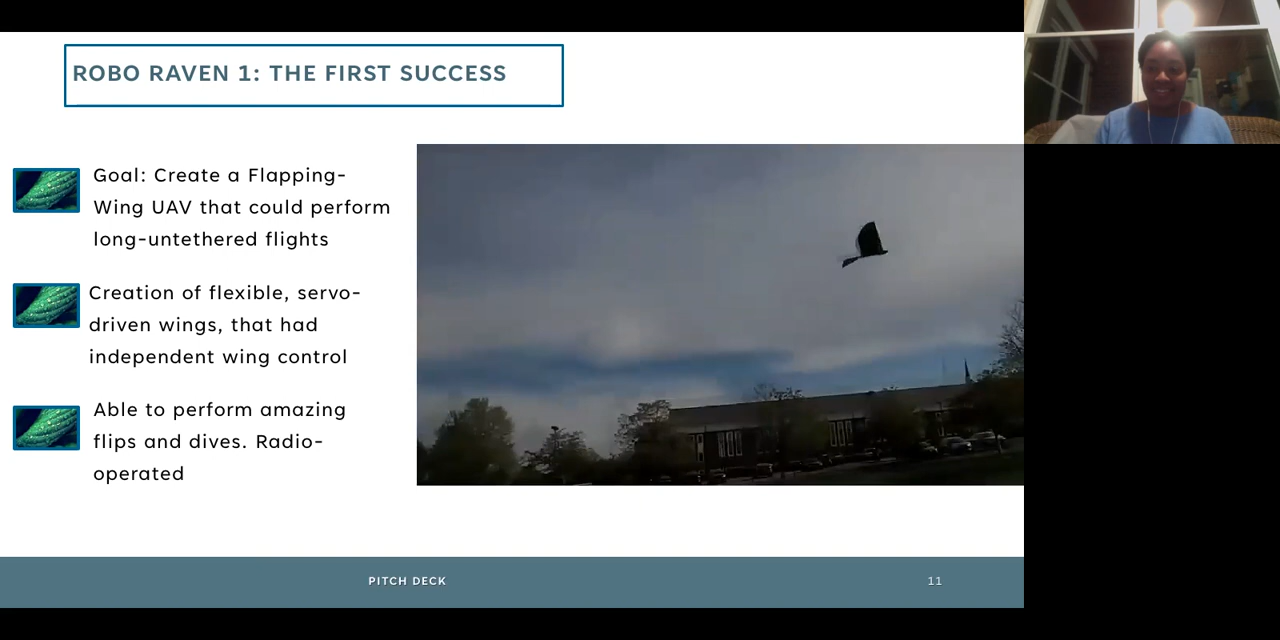 ROBO RAVEN 1: THE FIRST SUCCESS
Goal: Create a Flapping-
Wing UAV that could perform
long-untethered flights
Creation of flexible, servo-
driven wings, that had
independent wing control
Able to perform amazing
flips and dives. Radio-
operated
PITCH DECK
11